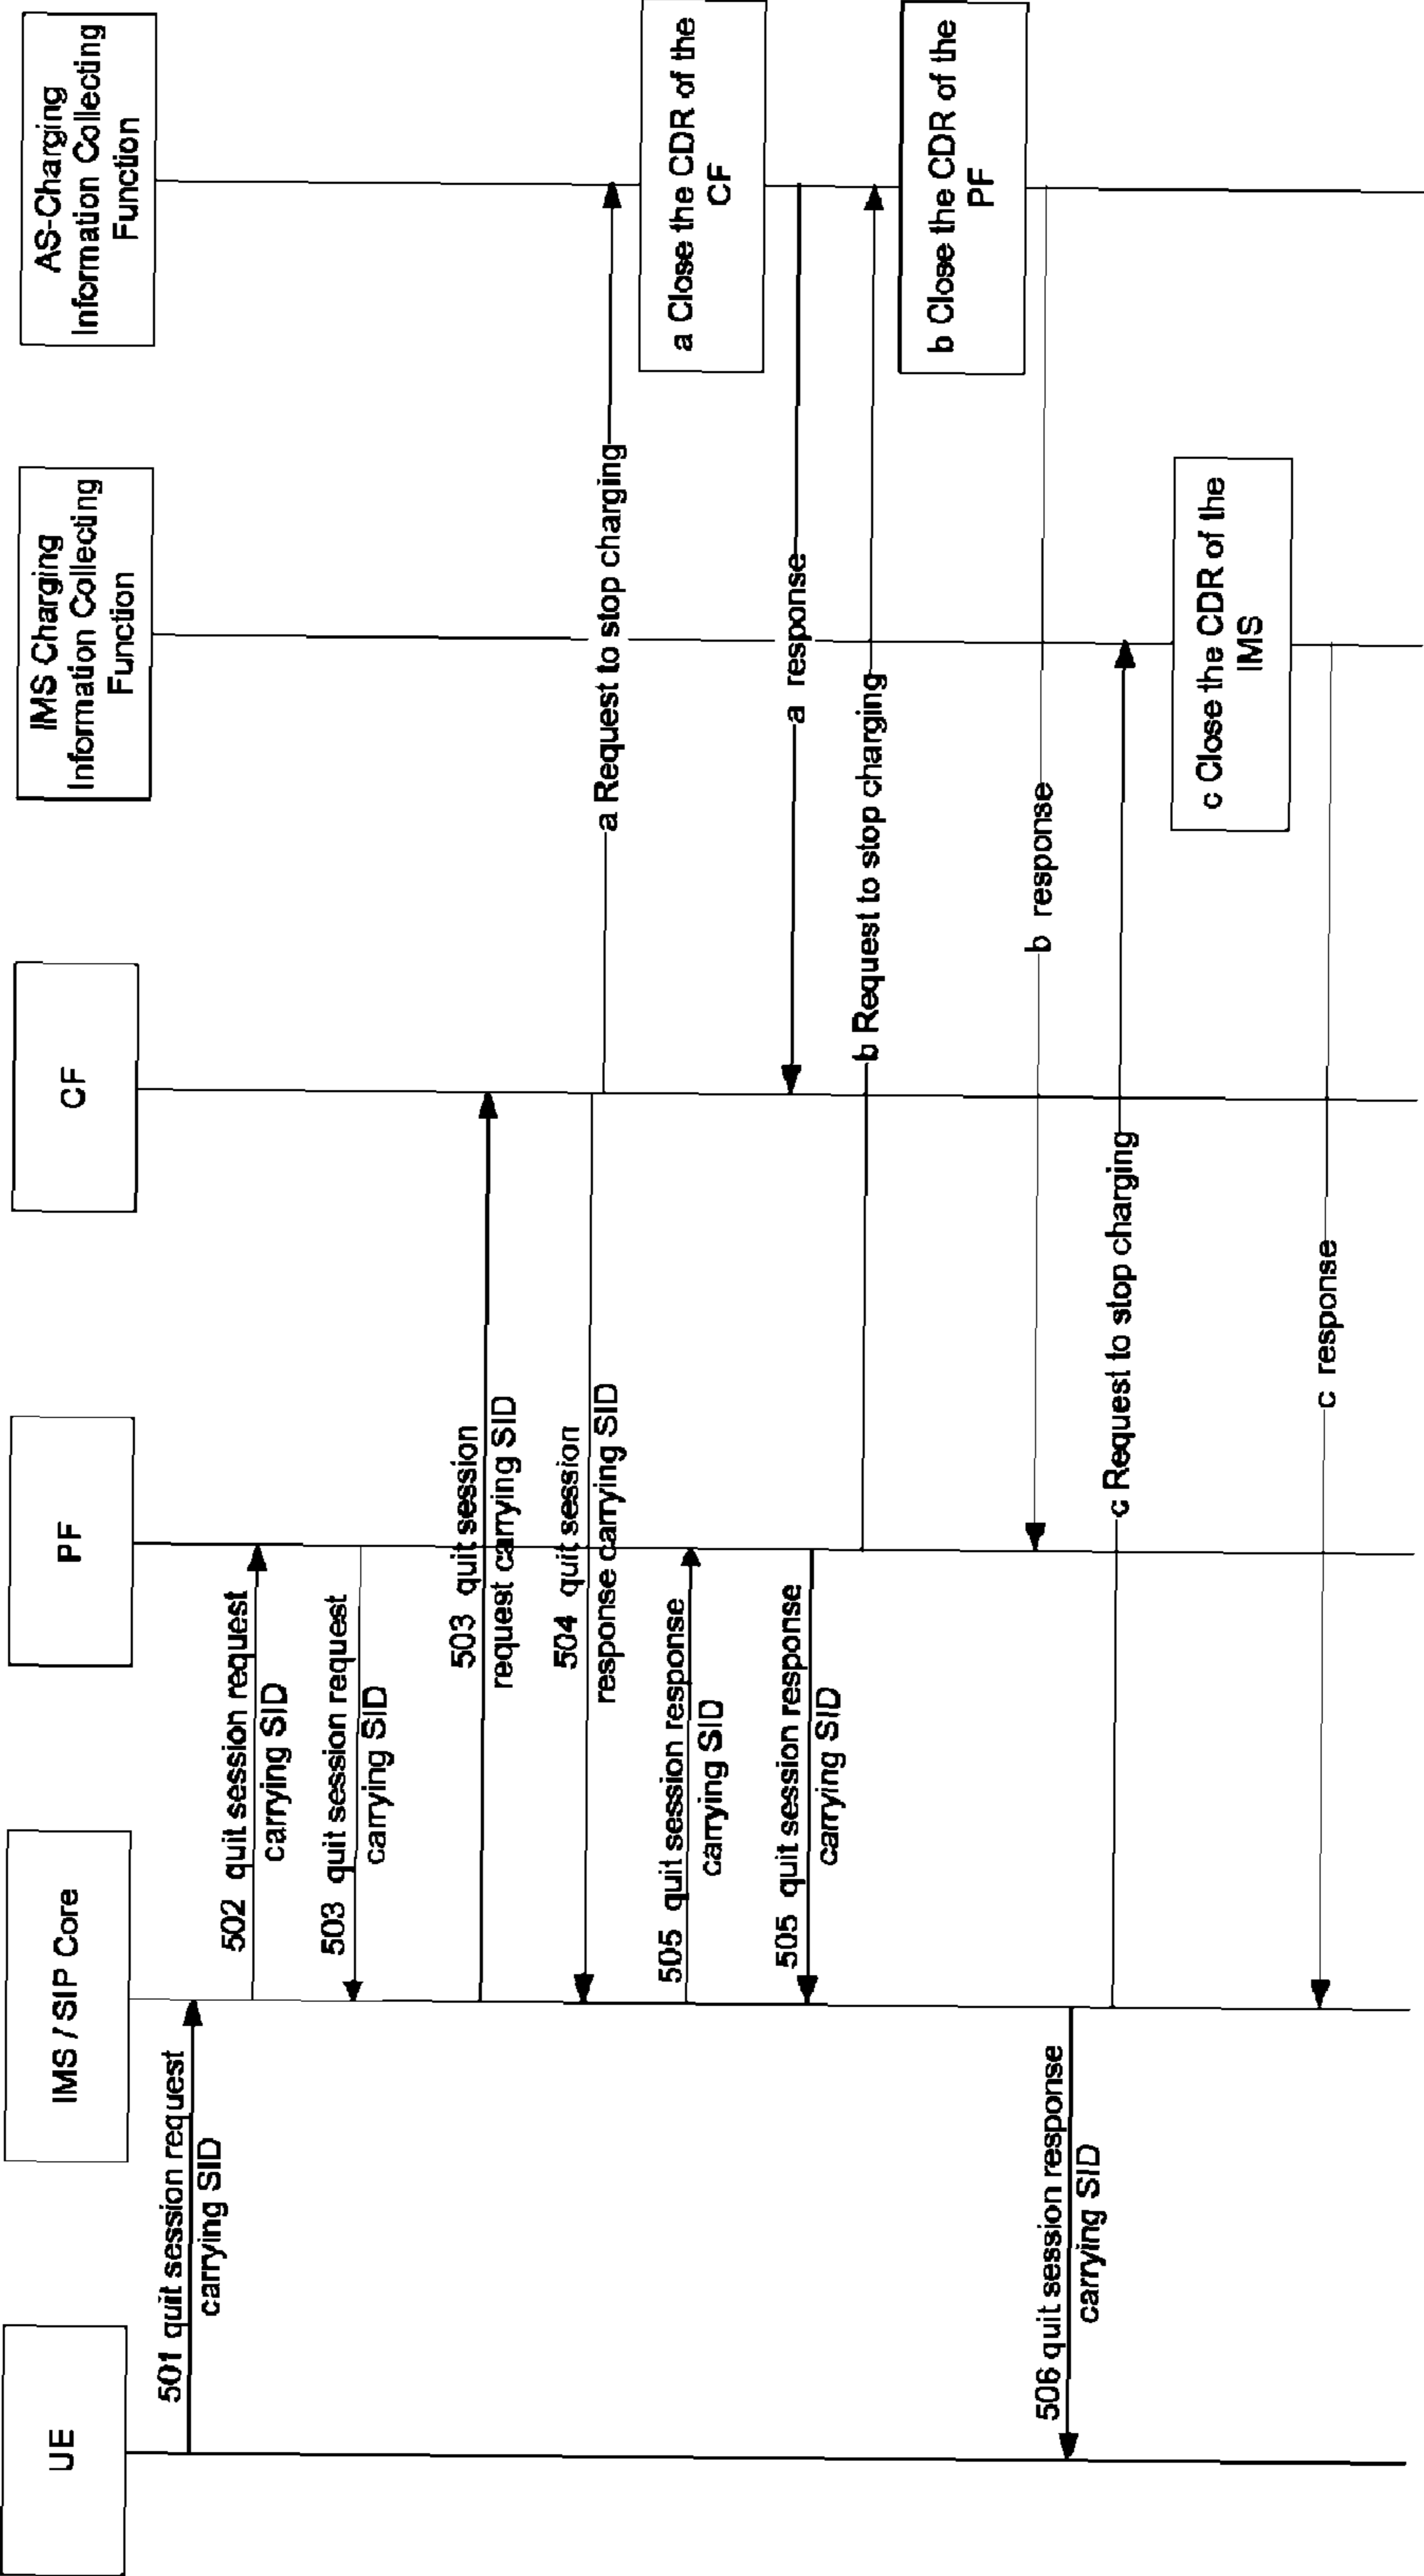 UE
IMS / SIP Core
PF
CF
IMS Charging
Information Collecting
Function
AS-Charging
Information Collecting
Function
501 quit session request
carrying SID
502 quit session request
carrying SID
503 quit session request
carrying SID
503 quit session
request carrying SID
504 quit session
response carrying SID
a Request to stop charging
a Close the CDR of the
CF
505 quit session response
carrying SID
a response
505 quit session response
carrying SID
b Request to stop charging
b Close the CDR of the
PF
b response
506 quit session response
carrying SID
c Request to stop charging
c Close the CDR of the
IMS
c response